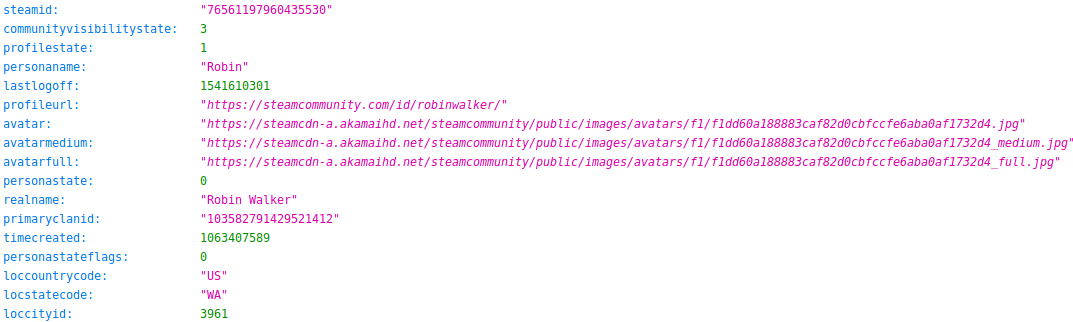 steamid: "76561197960435530"
communityvisibilitystate: 3
profilestate: 1
personaname: "Robin"
lastlogoff: 1541610301
profileurl: "https://steamcommunity.com/id/robinwalker/"
avatar: "https://steamcdn-a.akamaihd.net/steamcommunity/public/images/avatars/f1/f1dd60a188883caf82d0cbfccfe6aba0af1732d4.jpg"
avatarmedium: "https://steamcdn-a.akamaihd.net/steamcommunity/public/images/avatars/f1/f1dd60a188883caf82d0cbfccfe6aba0af1732d4_medium.jpg"
avatarfull: "https://steamcdn-a.akamaihd.net/steamcommunity/public/images/avatars/f1/f1dd60a188883caf82d0cbfccfe6aba0af1732d4_full.jpg"
personastate: 0
realname: "Robin Walker"
primaryclanid: "103582791429521412"
timecreated: 1063407589
personastateflags: 0
loccountrycode: "US"
locstatecode: "WA"
loccityid: 3961